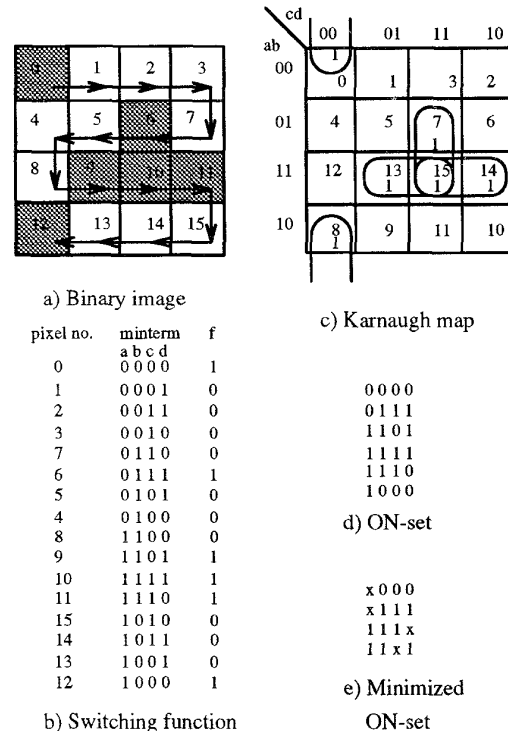 0 1 2 3
4 5 6 7
8 9 10 11
12 13 14 15
a) Binary image
pixel no. minterm f
a b c d
0 0 0 0 0 1
1 0 0 0 1 0
2 0 0 1 1 0
3 0 0 1 0 0
7 0 1 1 0 0
6 0 1 1 1 1
5 0 1 0 1 0
4 0 1 0 0 0
8 1 1 0 0 0
9 1 1 0 1 1
10 1 1 1 1 1
11 1 1 1 0 1
15 1 0 1 0 0
14 1 0 1 1 0
13 1 0 0 1 0
12 1 0 0 0 1
b) Switching function
cd
ab
00 01 11 10
00
1
0 1 3 2
01 4 5 7 6
1
11 12 13 15 14
1 1 1
10 8 9 11 10
1
c) Karnaugh map
0 0 0 0
0 1 1 1
1 1 0 1
1 1 1 1
1 1 1 0
1 0 0 0
d) ON-set
x 0 0 0
x 1 1 1
1 1 1 x
1 1 x 1
e) Minimized
ON-set